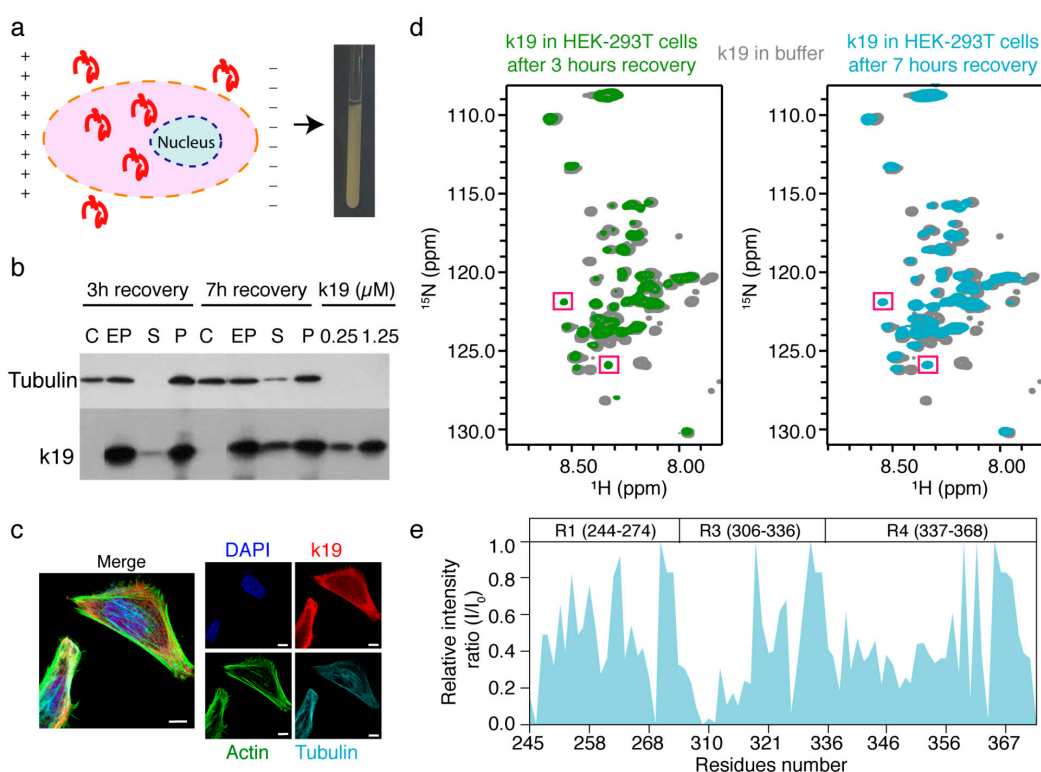 a
+
+
+
+
+
+
+
+
Nucleus
−
−
−
−
−
−
−
−
b
3h recovery 7h recovery k19 (µM)
C EP S P C EP S P 0.25 1.25
Tubulin
k19
c
Merge
DAPI k19
Actin Tubulin
d
k19 in HEK-293T cells
after 3 hours recovery
k19 in buffer
k19 in HEK-293T cells
after 7 hours recovery
110.0
115.0
120.0
125.0
130.0
¹⁵N (ppm)
8.50 8.00
¹H (ppm)
110.0
115.0
120.0
125.0
130.0
¹⁵N (ppm)
8.50 8.00
¹H (ppm)
e
R1 (244-274) R3 (306-336) R4 (337-368)
Relative intensity
ratio (I/I₀)
1.0
0.8
0.6
0.4
0.2
0.0
245 258 268 310 321 336 346 356 367
Residues number